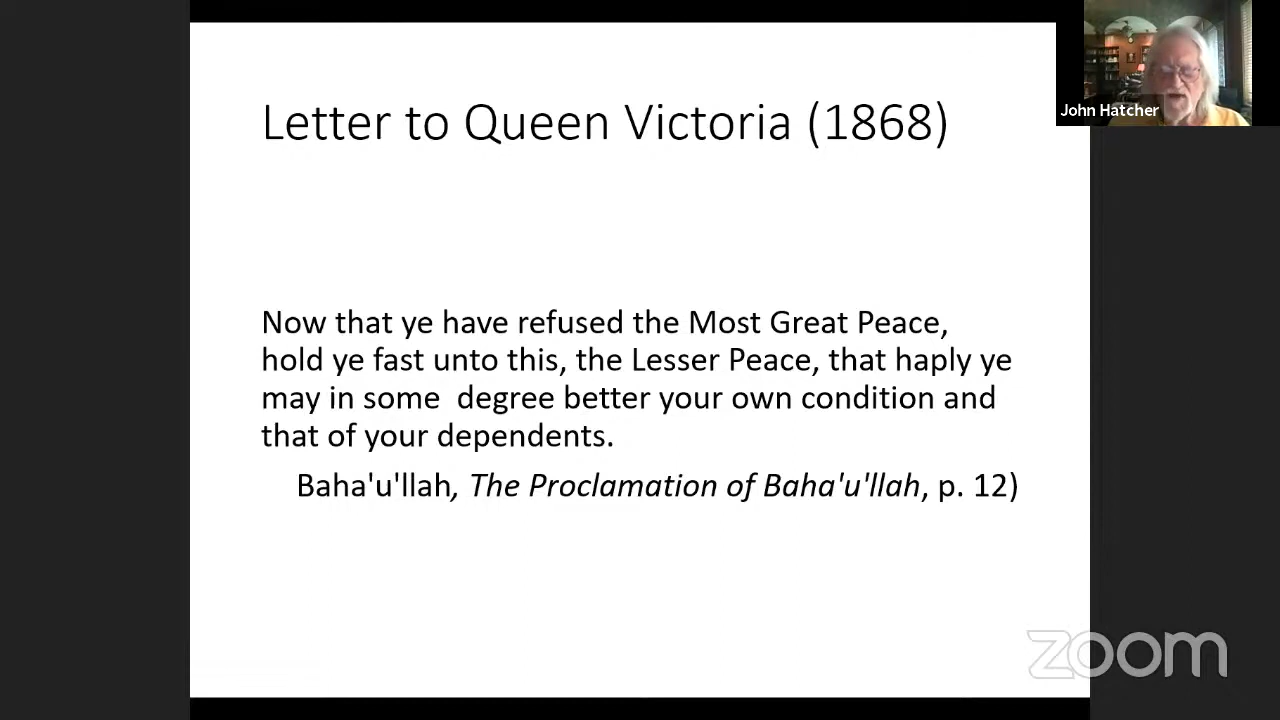 Letter to Queen Victoria (1868)
John Hatcher
Now that ye have refused the Most Great Peace,
hold ye fast unto this, the Lesser Peace, that haply ye
may in some  degree better your own condition and
that of your dependents.
Baha'u'llah, The Proclamation of Baha'u'llah, p. 12)
zoom